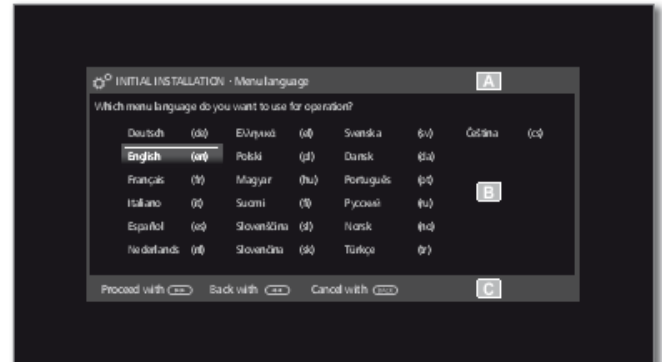 INITIAL INSTALLATION · Menu language A
Which menu language do you want to use for operation?
Deutsch (de) Ελληνικά (el) Svenska (sv) Čeština (cs)
English (en) Polski (pl) Dansk (da)
Français (fr) Magyar (hu) Português (pt)
B
Italiano (it) Suomi (fi) Русский (ru)
Español (es) Slovenščina (sl) Norsk (no)
Nederlands (nl) Slovenčina (sk) Türkçe (tr)
Proceed with Back with Cancel with C